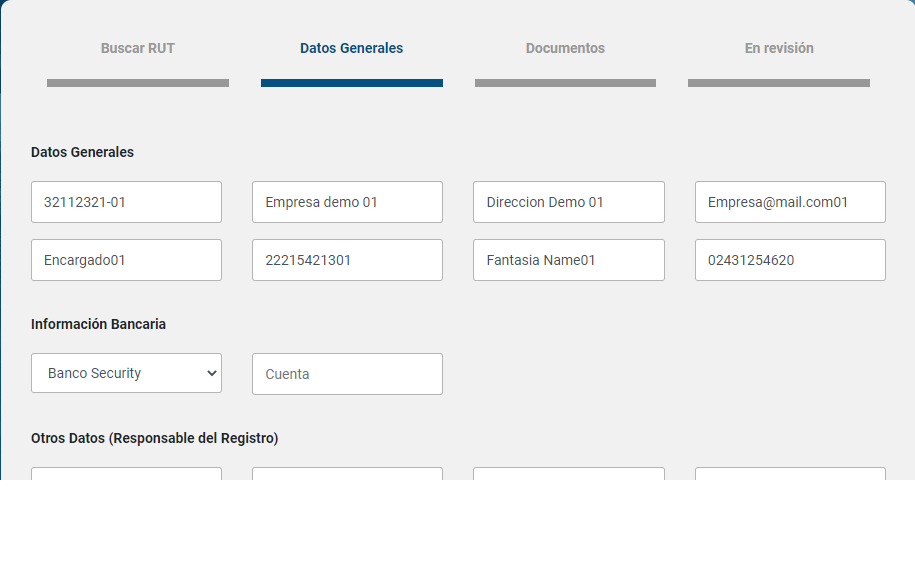 Buscar RUT
Datos Generales
Documentos
En revisión
Datos Generales
32112321-01
Empresa demo 01
Direccion Demo 01
Empresa@mail.com01
Encargado01
22215421301
Fantasia Name01
02431254620
Información Bancaria
Banco Security
Cuenta
Otros Datos (Responsable del Registro)